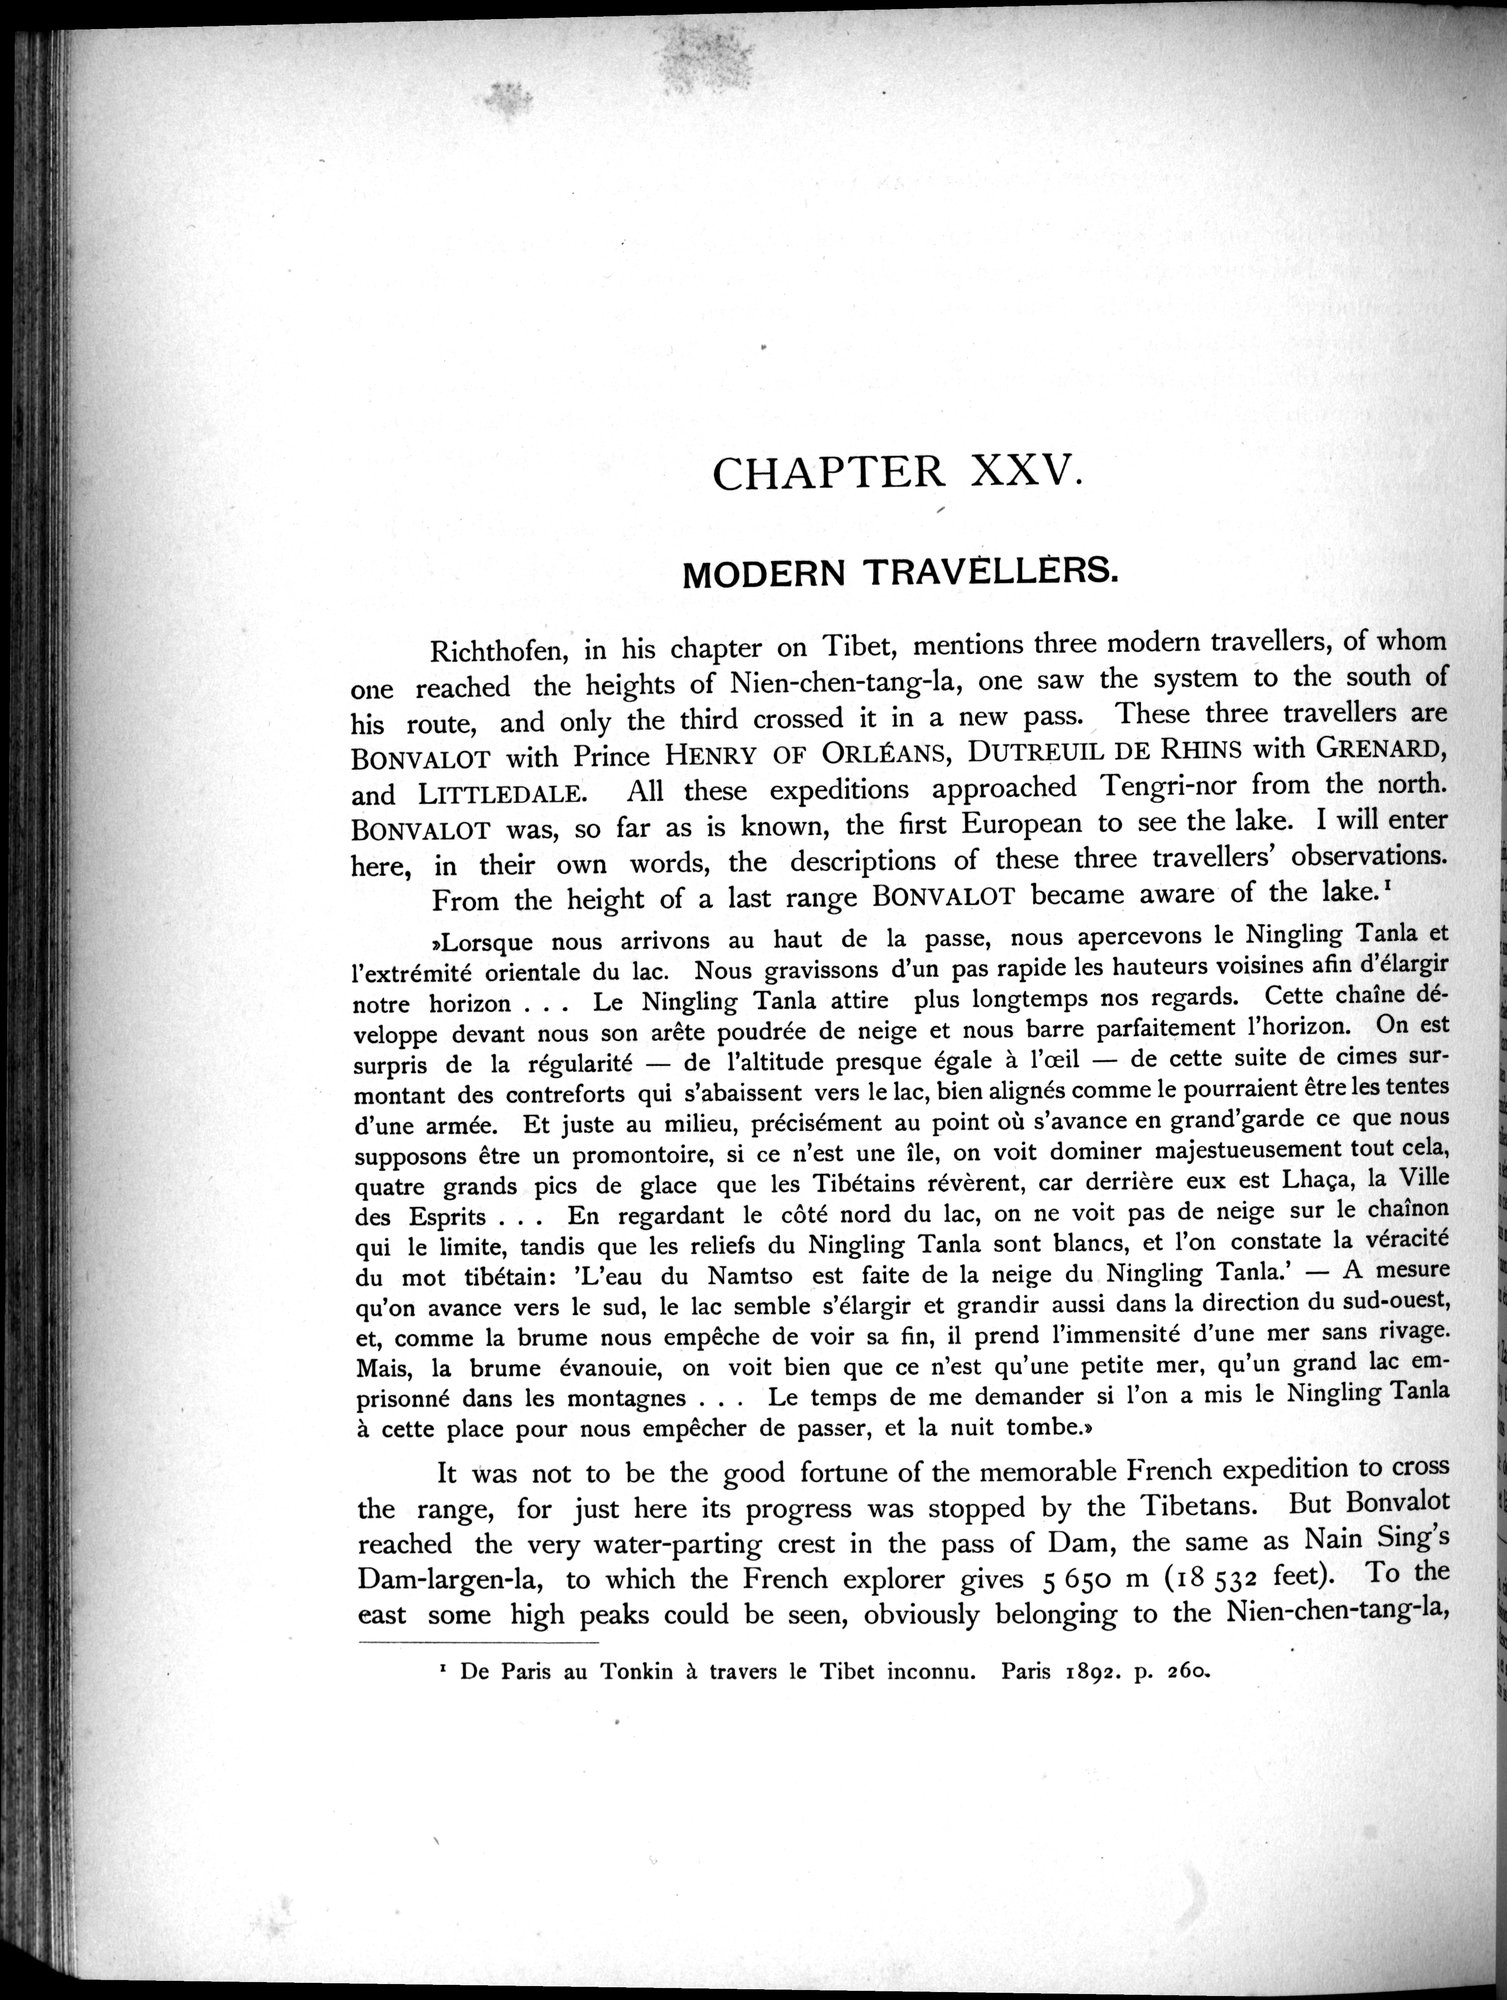 CHAPTER XXV.
MODERN TRAVELLERS.
Richthofen, in his chapter on Tibet, mentions three modern travellers, of whom
one reached the heights of Nien-chen-tang-la, one saw the system to the south of
his route, and only the third crossed it in a new pass. These three travellers are
BONVALOT with Prince HENRY OF ORLÉANS, DUTREUIL DE RHINS with GRENARD,
and LITTLEDALE. All these expeditions approached Tengri-nor from the north.
BONVALOT was, so far as is known, the first European to see the lake. I will enter
here, in their own words, the descriptions of these three travellers' observations.
From the height of a last range BONVALOT became aware of the lake.¹
»Lorsque nous arrivons au haut de la passe, nous apercevons le Ningling Tanla et
l'extrémité orientale du lac. Nous gravissons d'un pas rapide les hauteurs voisines afin d'élargir
notre horizon . . . Le Ningling Tanla attire plus longtemps nos regards. Cette chaîne dé-
veloppe devant nous son arête poudrée de neige et nous barre parfaitement l'horizon. On est
surpris de la régularité — de l'altitude presque égale à l'œil — de cette suite de cimes sur-
montant des contreforts qui s'abaissent vers le lac, bien alignés comme le pourraient être les tentes
d'une armée. Et juste au milieu, précisément au point où s'avance en grand'garde ce que nous
supposons être un promontoire, si ce n'est une île, on voit dominer majestueusement tout cela,
quatre grands pics de glace que les Tibétains révèrent, car derrière eux est Lhaça, la Ville
des Esprits . . . En regardant le côté nord du lac, on ne voit pas de neige sur le chaînon
qui le limite, tandis que les reliefs du Ningling Tanla sont blancs, et l'on constate la véracité
du mot tibétain: 'L'eau du Namtso est faite de la neige du Ningling Tanla.' — A mesure
qu'on avance vers le sud, le lac semble s'élargir et grandir aussi dans la direction du sud-ouest,
et, comme la brume nous empêche de voir sa fin, il prend l'immensité d'une mer sans rivage.
Mais, la brume évanouie, on voit bien que ce n'est qu'une petite mer, qu'un grand lac em-
prisonné dans les montagnes . . . Le temps de me demander si l'on a mis le Ningling Tanla
à cette place pour nous empêcher de passer, et la nuit tombe.»
It was not to be the good fortune of the memorable French expedition to cross
the range, for just here its progress was stopped by the Tibetans. But Bonvalot
reached the very water-parting crest in the pass of Dam, the same as Nain Sing's
Dam-largen-la, to which the French explorer gives 5 650 m (18 532 feet). To the
east some high peaks could be seen, obviously belonging to the Nien-chen-tang-la,
¹ De Paris au Tonkin à travers le Tibet inconnu. Paris 1892. p. 260.